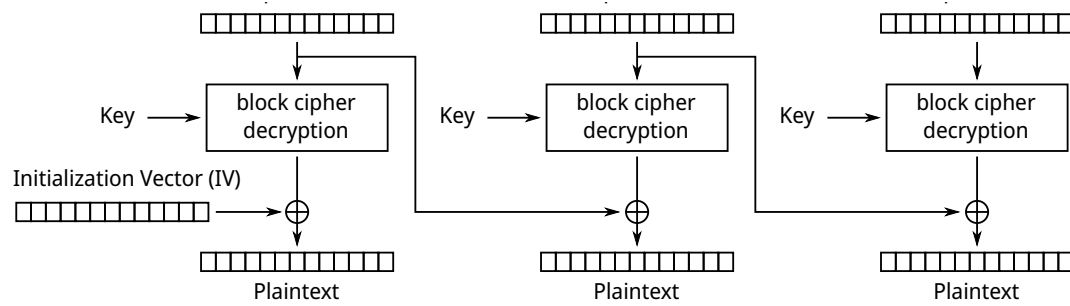 Key
block cipher
decryption
Key
block cipher
decryption
Key
block cipher
decryption
Initialization Vector (IV)
Plaintext
Plaintext
Plaintext